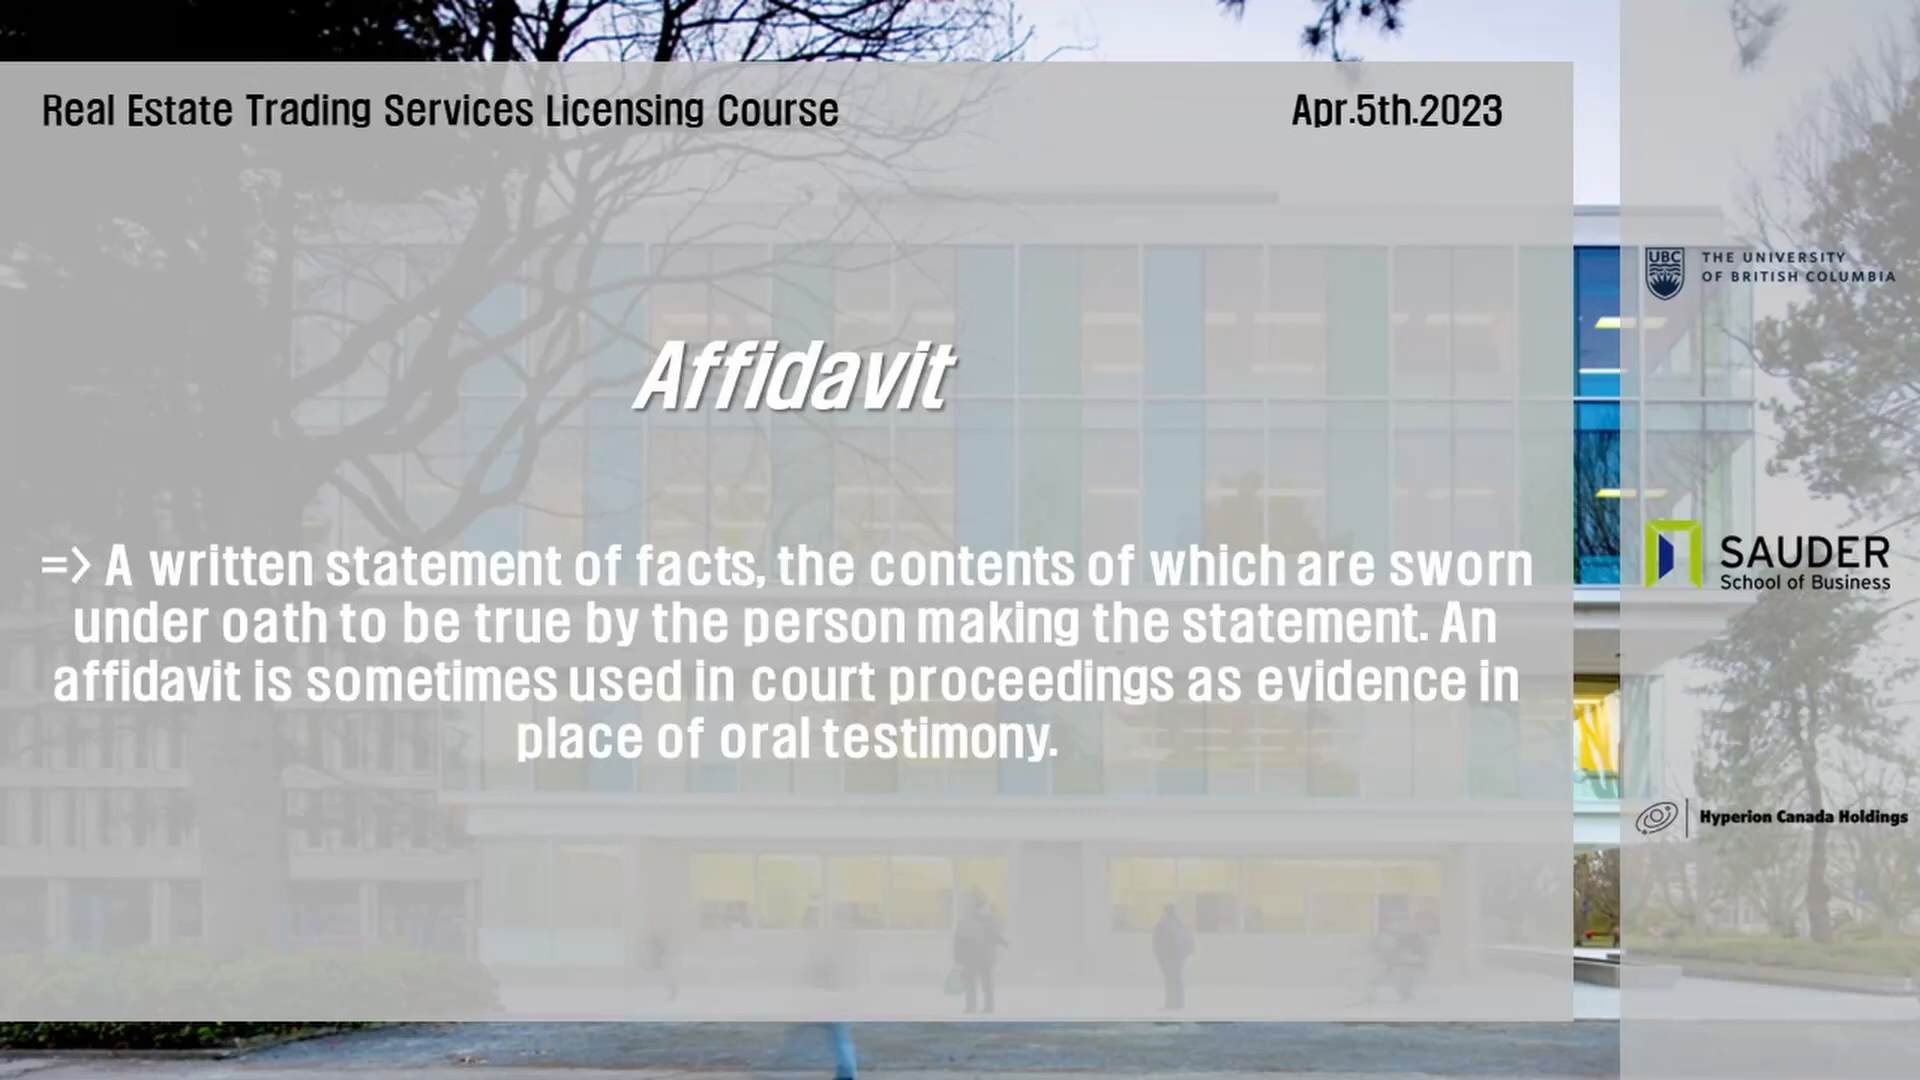 Real Estate Trading Services Licensing Course
Apr.5th.2023
Affidavit
=> A written statement of facts, the contents of which are sworn
under oath to be true by the person making the statement. An
affidavit is sometimes used in court proceedings as evidence in
place of oral testimony.
UBC
THE UNIVERSITY
OF BRITISH COLUMBIA
SAUDER
School of Business
Hyperion Canada Holdings